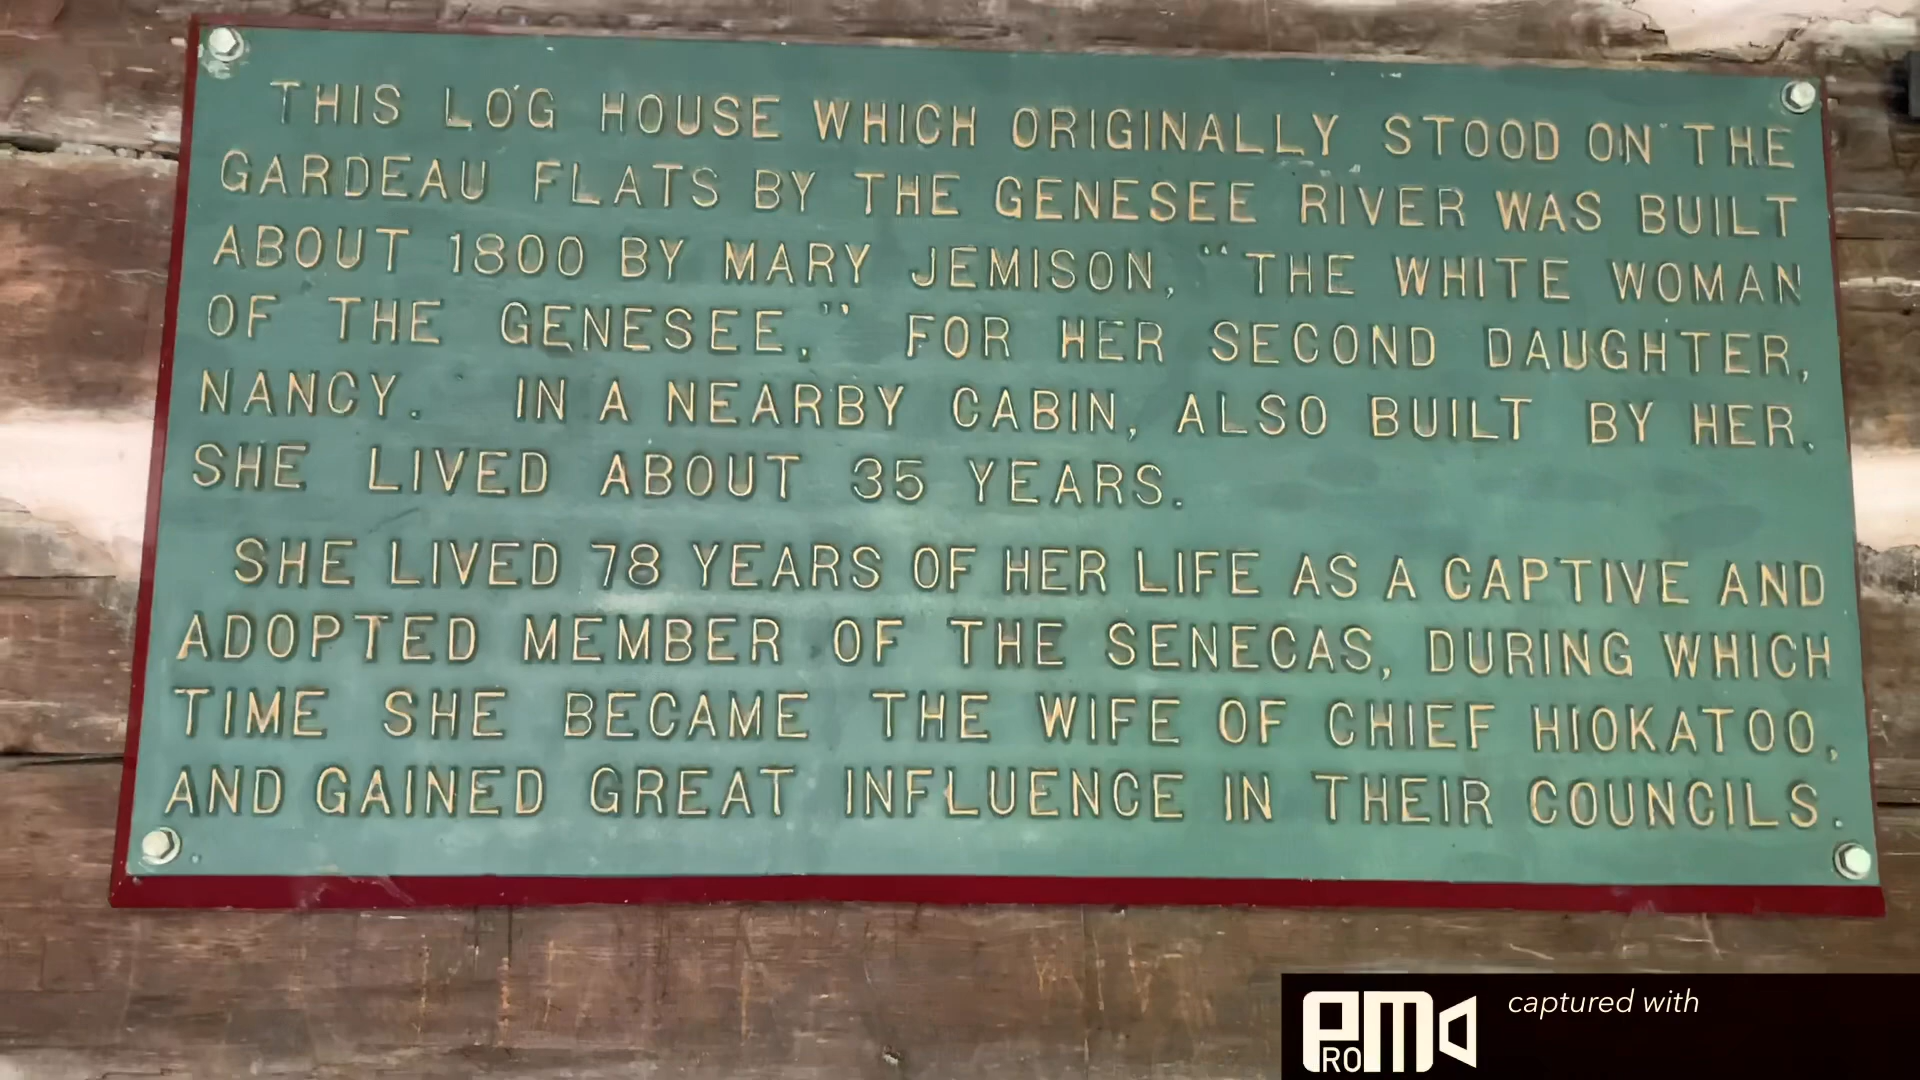 THIS LOG HOUSE WHICH ORIGINALLY STOOD ON THE
GARDEAU FLATS BY THE GENESEE RIVER WAS BUILT
ABOUT 1800 BY MARY JEMISON, "THE WHITE WOMAN
OF THE GENESEE," FOR HER SECOND DAUGHTER,
NANCY. IN A NEARBY CABIN, ALSO BUILT BY HER,
SHE LIVED ABOUT 35 YEARS.
SHE LIVED 78 YEARS OF HER LIFE AS A CAPTIVE AND
ADOPTED MEMBER OF THE SENECAS, DURING WHICH
TIME SHE BECAME THE WIFE OF CHIEF HIOKATOO,
AND GAINED GREAT INFLUENCE IN THEIR COUNCILS.
captured with
PRO M